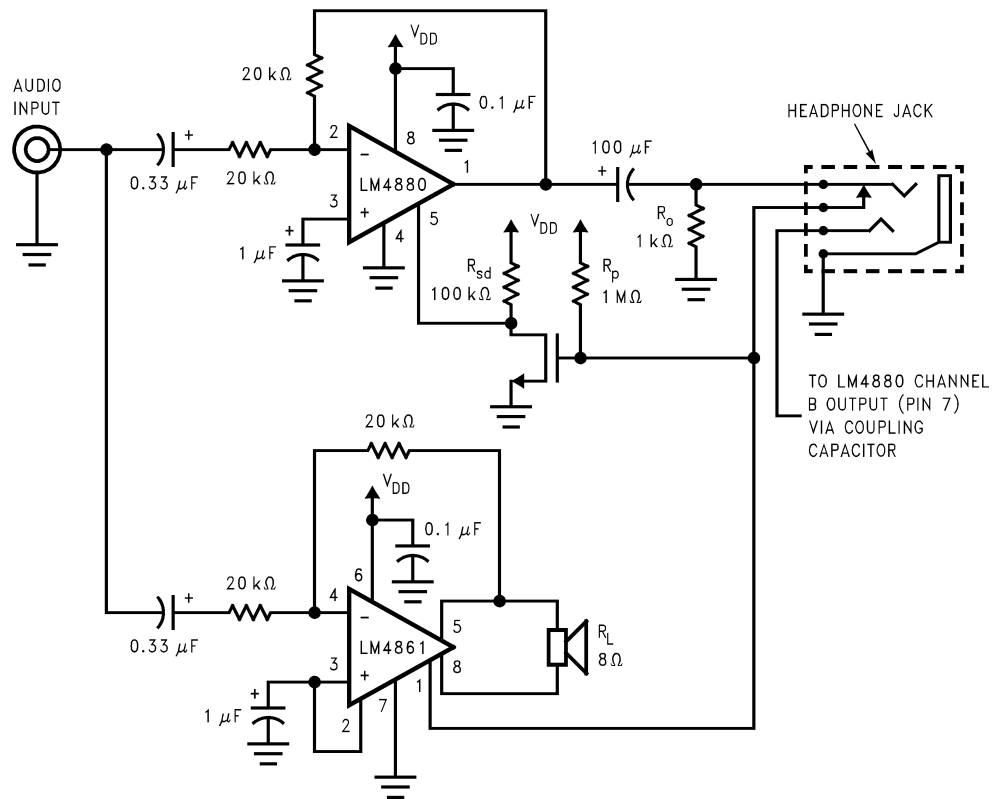 V_DD
20 kΩ
0.1 μF
AUDIO
INPUT
HEADPHONE JACK
2
8
+
0.33 μF
20 kΩ
−
LM4880
+
1
100 μF
+
3
5
4
+
1 μF
V_DD
R_o
1 kΩ
R_sd
100 kΩ
R_p
1 MΩ
TO LM4880 CHANNEL
B OUTPUT (PIN 7)
VIA COUPLING
CAPACITOR
20 kΩ
V_DD
0.1 μF
20 kΩ
6
4
+
0.33 μF
−
LM4861
+
5
8
R_L
8Ω
3
1
7
2
+
1 μF